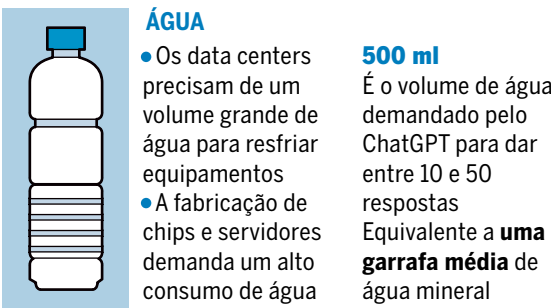 ÁGUA
• Os data centers
precisam de um
volume grande de
água para resfriar
equipamentos
• A fabricação de
chips e servidores
demanda um alto
consumo de água
500 ml
É o volume de água
demandado pelo
ChatGPT para dar
entre 10 e 50
respostas
Equivalente a uma
garrafa média de
água mineral